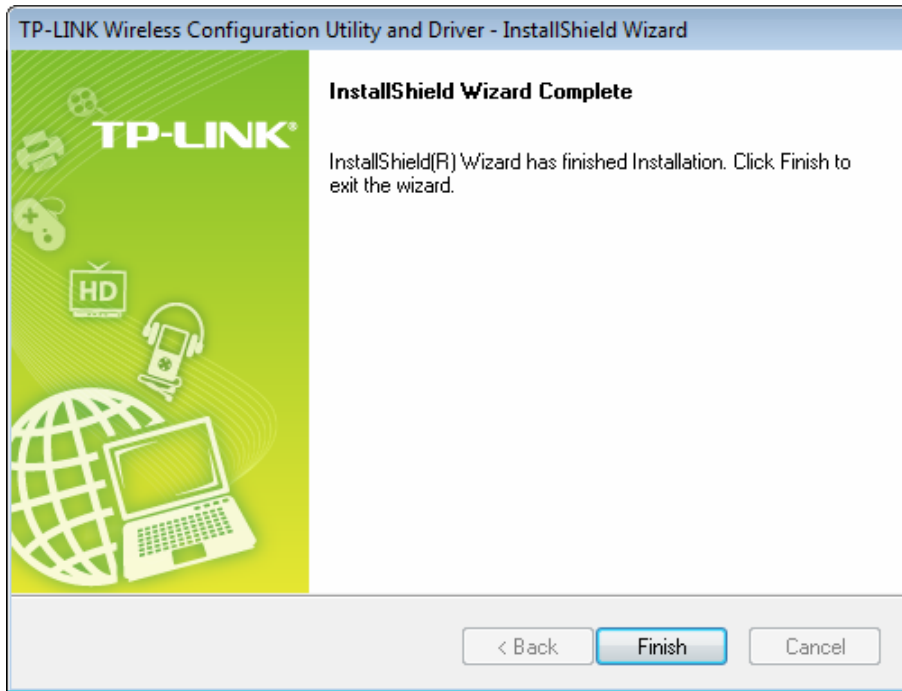 TP-LINK Wireless Configuration Utility and Driver - InstallShield Wizard
TP-LINK®
InstallShield Wizard Complete
InstallShield(R) Wizard has finished Installation. Click Finish to
exit the wizard.
HD
< Back
Finish
Cancel